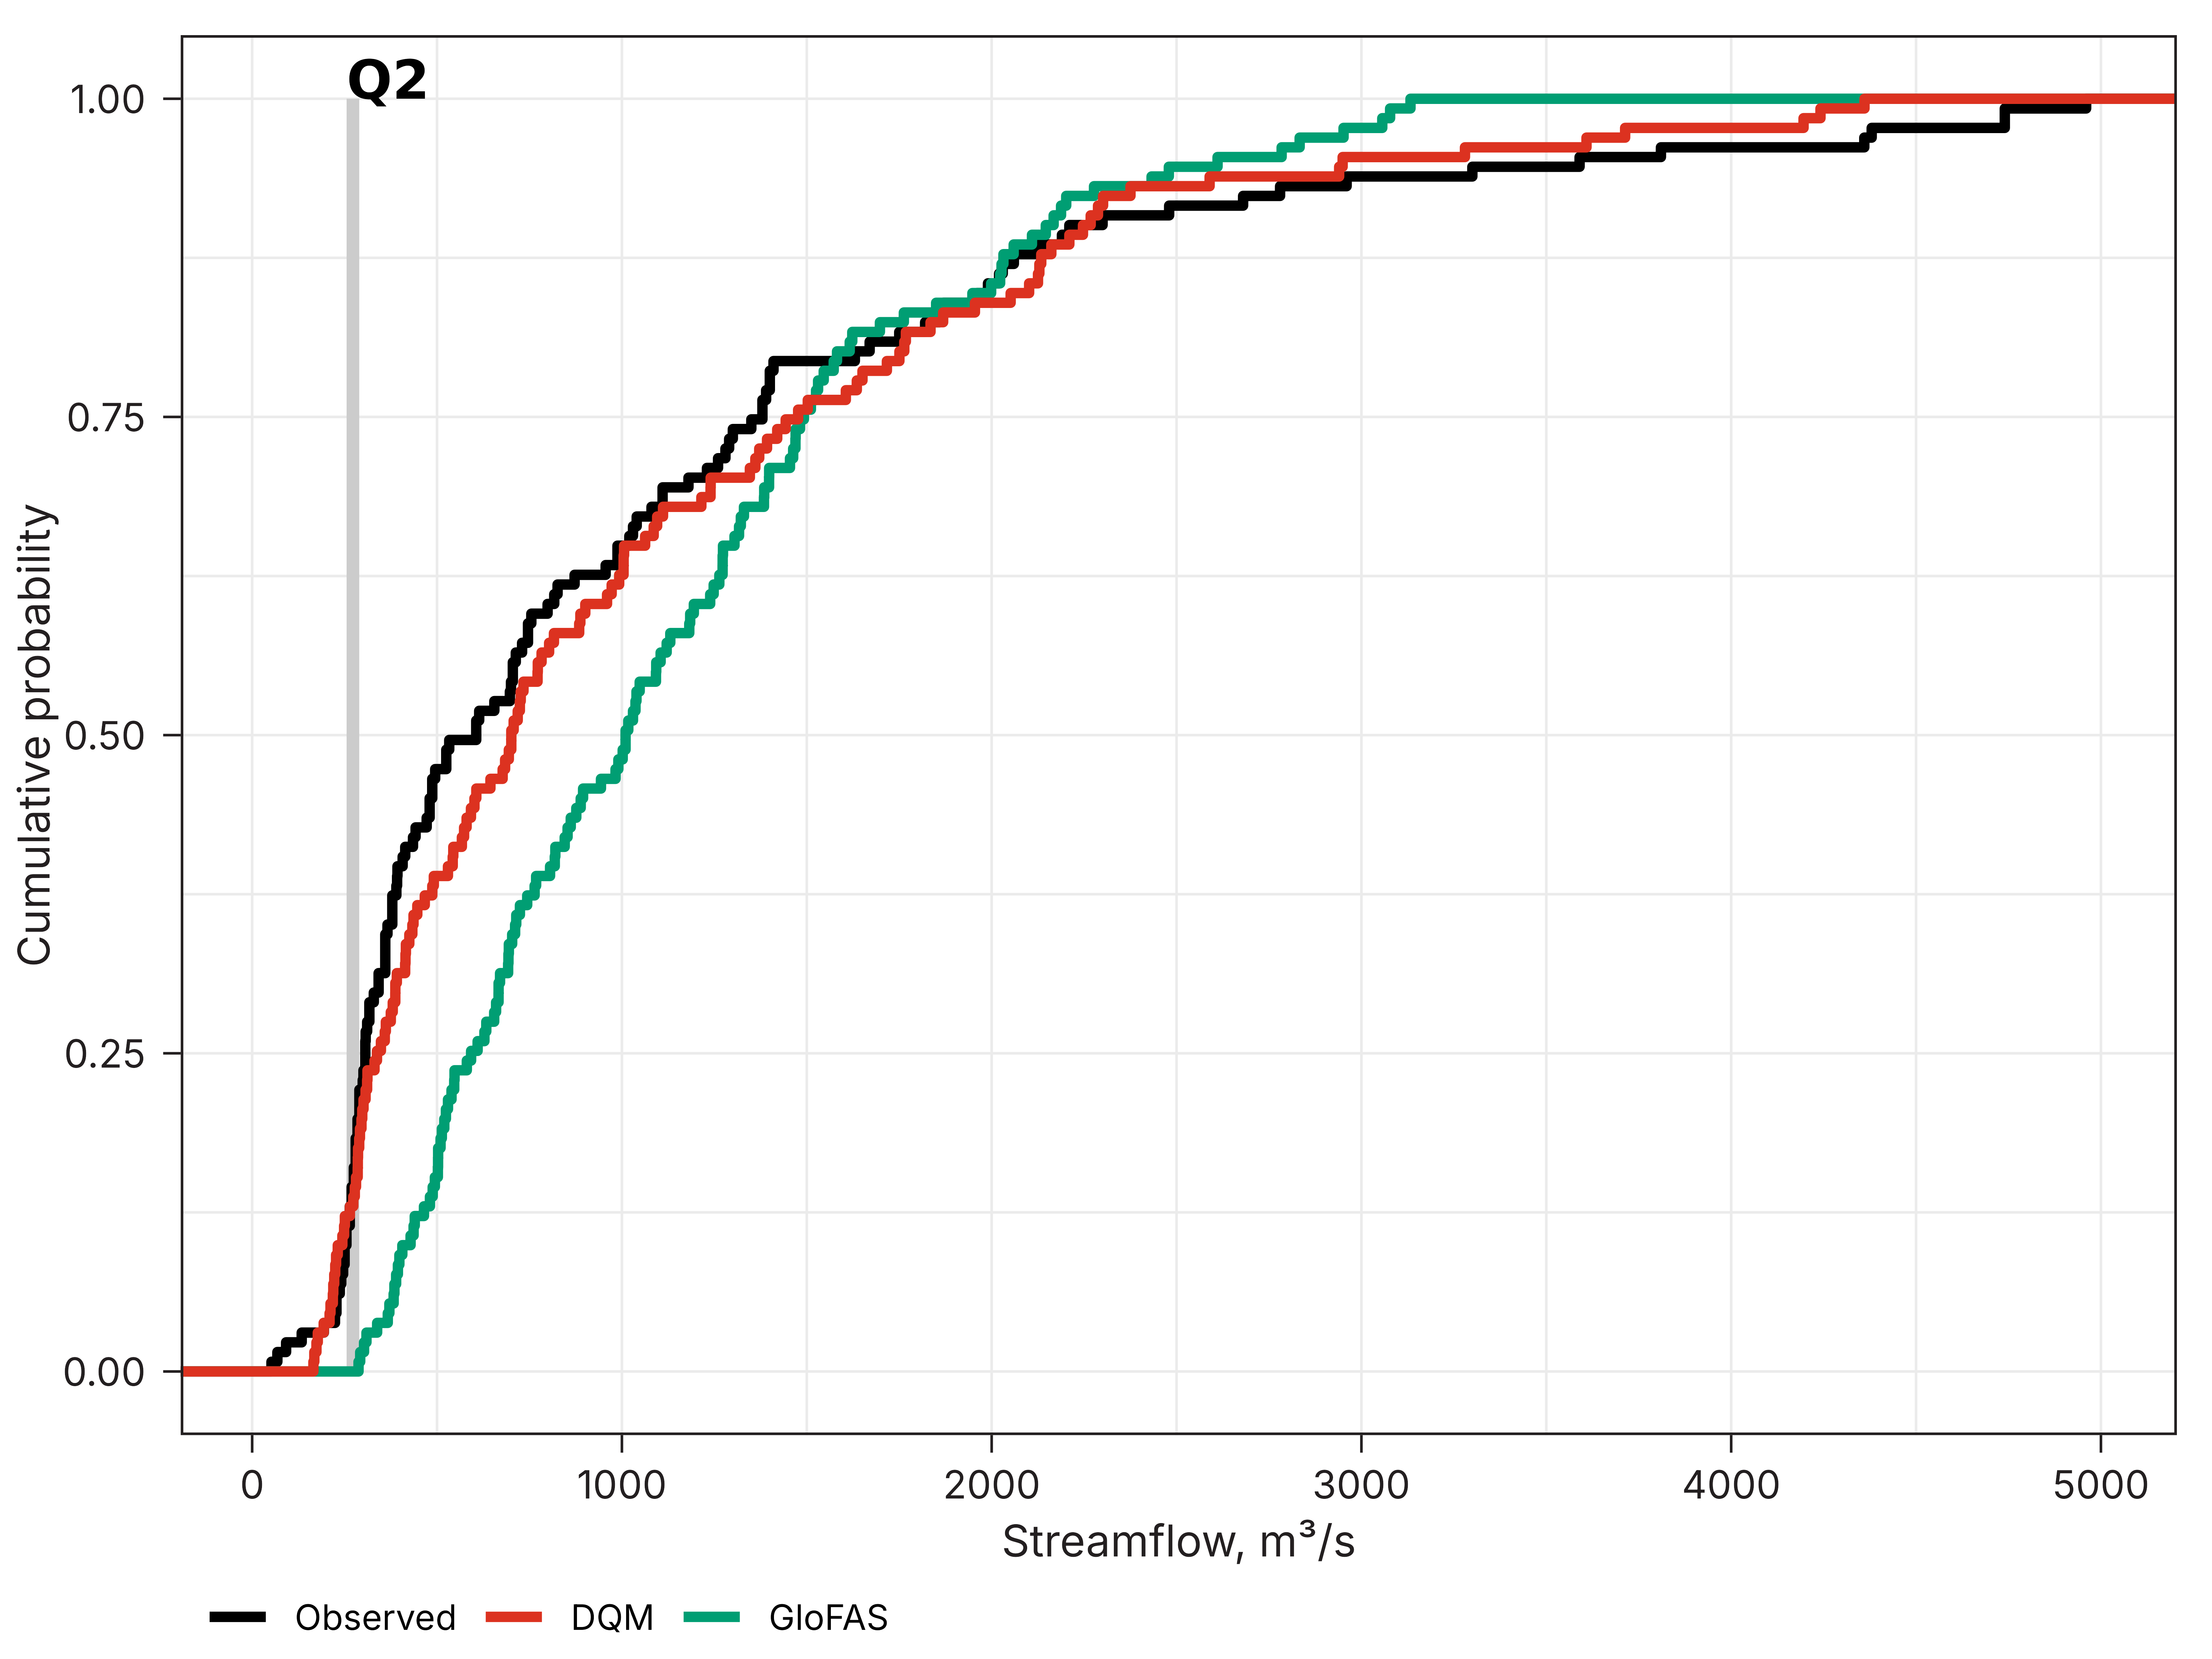 Q2
1.00
0.75
0.50
0.25
0.00
Cumulative probability
0 1000 2000 3000 4000 5000
Streamflow, m³/s
Observed DQM GloFAS